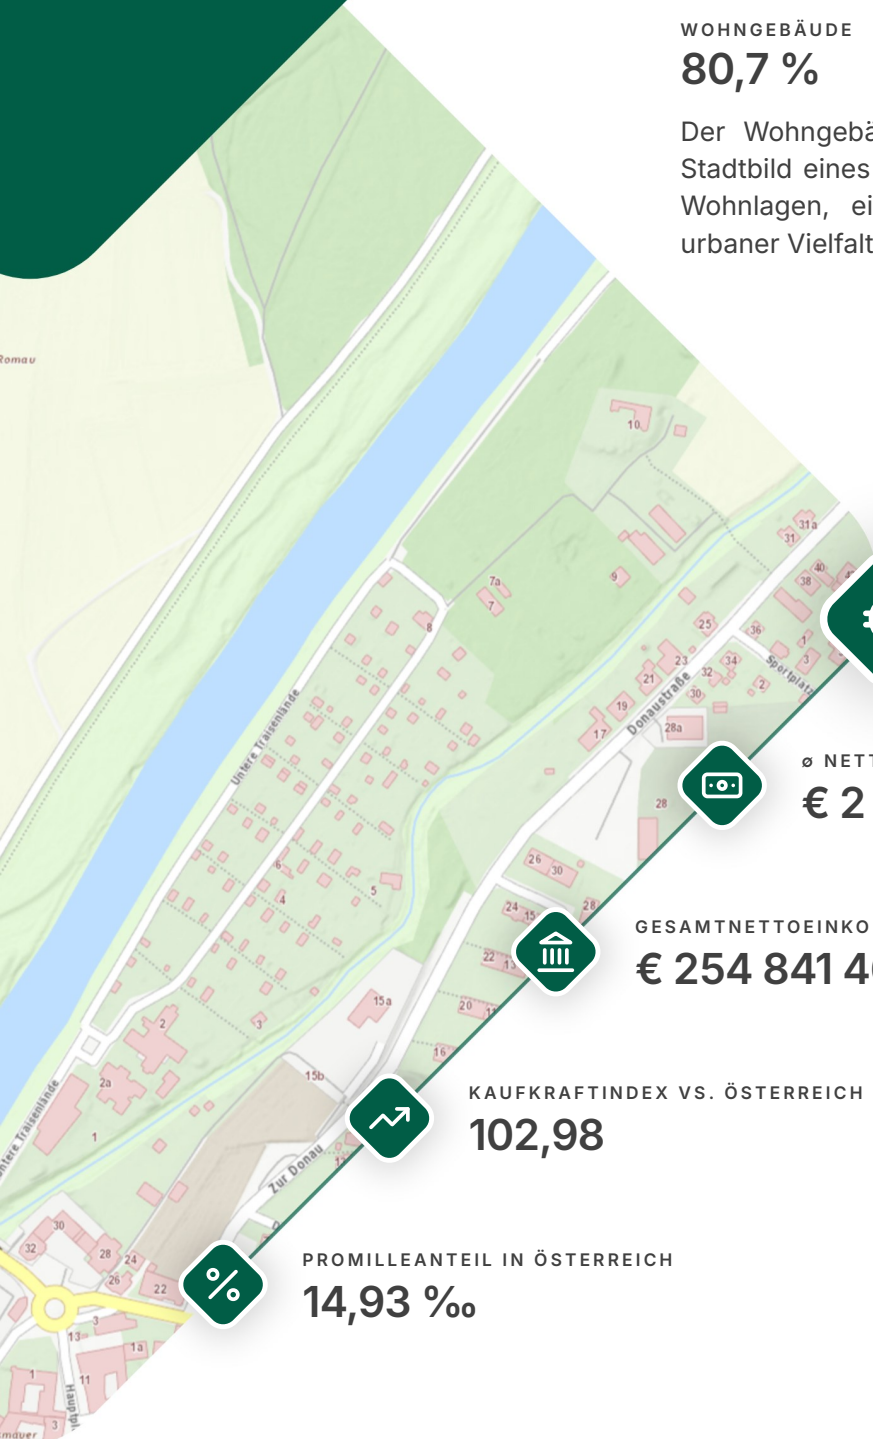 WOHNGEBÄUDE
80,7 %
Der Wohngebä
Stadtbild eines
Wohnlagen, ei
urbaner Vielfalt
Romau
10
31a
31
40
38
7a
7
9
8
25
36
1
3
Sportplatz
23
32
34
2
21
30
19
Donaustraße
17
28a
Untere Traisenlände
ø NETT
€ 2
28
26
30
6
5
4
24
15
28
GESAMTNETTOEINKO
€ 254 841 4
22
13
15a
20
11
2
3
16
15b
2a
KAUFKRAFTINDEX VS. ÖSTERREICH
102,98
Untere Traisenlände
1
Zur Donau
30
32
28
24
26
22
PROMILLEANTEIL IN ÖSTERREICH
14,93 ‰
3
13
1a
1
11
Hauptpl
3
mauer